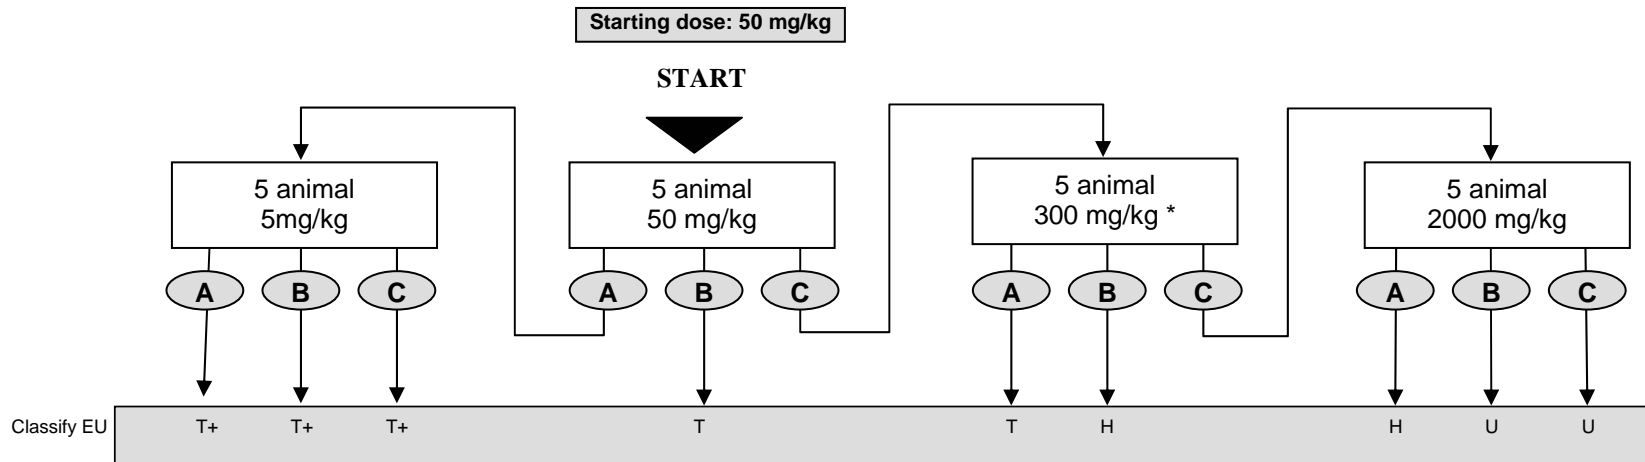 Starting dose: 50 mg/kg
START
5 animal
5mg/kg
5 animal
50 mg/kg
5 animal
300 mg/kg *
5 animal
2000 mg/kg
A B C A B C A B C A B C
Classify EU T+ T+ T+ T T H H U U